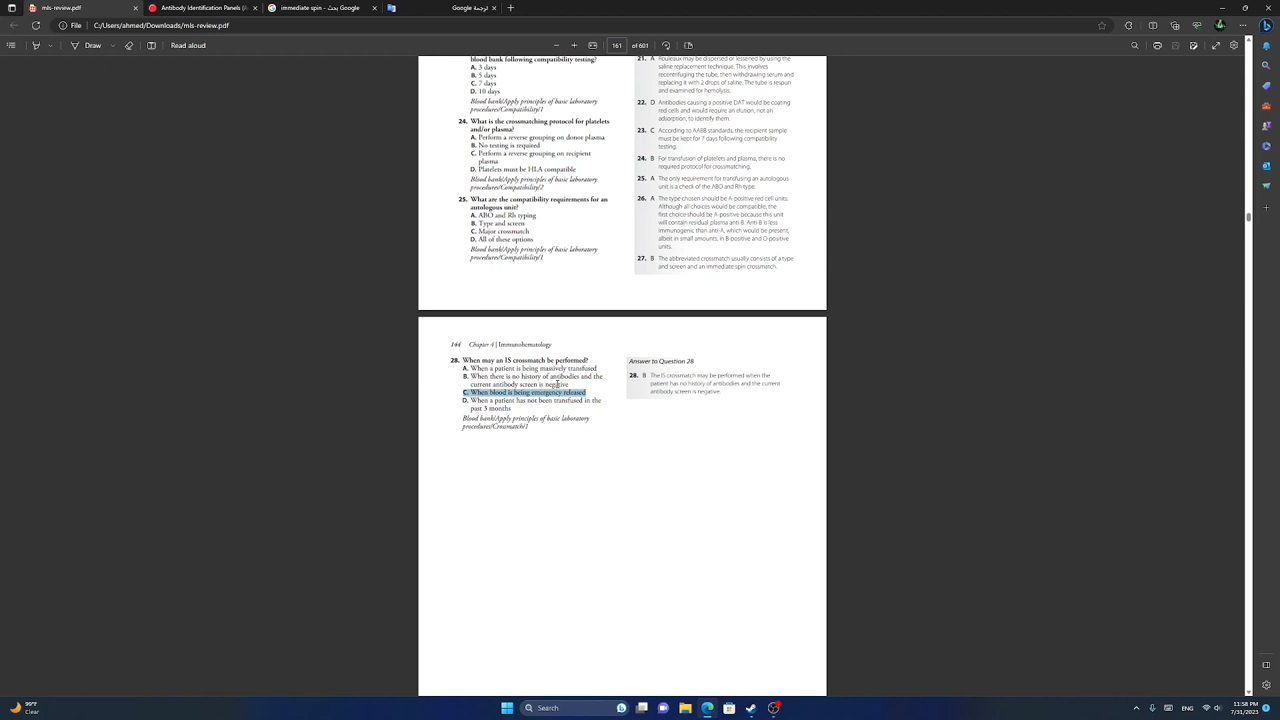 mls-review.pdf
Antibody Identification Panels (
immediate spin - Google بحث
Google ترجمة
mls-review.pdf
File
C:/Users/
/Downloads/mls-review.pdf
Draw
Read aloud
161
of 601
blood bank following compatibility testing?
A. 3 days
B. 5 days
C. 7 days
D. 10 days
Blood bank/Apply principles of basic laboratory
procedures/Compatibility/1
24. What is the crossmatching protocol for platelets
and/or plasma?
A. Perform a reverse grouping on donor plasma
B. No testing is required
C. Perform a reverse grouping on recipient
plasma
D. Platelets must be HLA compatible
Blood bank/Apply principles of basic laboratory
procedures/Compatibility/2
25. What are the compatibility requirements for an
autologous unit?
A. ABO and Rh typing
B. Type and screen
C. Major crossmatch
D. All of these options
Blood bank/Apply principles of basic laboratory
procedures/Compatibility/1
21. A Rouleaux may be dispersed or lessened by using the
saline replacement technique. This involves
recentrifuging the tube, then withdrawing serum and
replacing it with 2 drops of saline. The tube is respun
and examined for hemolysis.
22. D Antibodies causing a positive DAT would be coating
red cells and would require an elution, not an
adsorption, to identify them.
23. C According to AABB standards, the recipient sample
must be kept for 7 days following compatibility
testing.
24. B For transfusion of platelets and plasma, there is no
required protocol for crossmatching.
25. A The only requirement for transfusing an autologous
unit is a check of the ABO and Rh type.
26. A The type chosen should be A-positive red cell units.
Although all choices would be compatible, the
first choice should be A-positive because this unit
will contain residual plasma anti-B. Anti-B is less
immunogenic than anti-A, which would be present,
albeit in small amounts, in B-positive and O-positive
units.
27. B The abbreviated crossmatch usually consists of a type
and screen and an immediate spin crossmatch.
144 Chapter 4 | Immunohematology
28. When may an IS crossmatch be performed?
A. When a patient is being massively transfused
B. When there is no history of antibodies and the
current antibody screen is negative
C. When blood is being emergency released
D. When a patient has not been transfused in the
past 3 months
Blood bank/Apply principles of basic laboratory
procedures/Crossmatch/1
Answer to Question 28
28. B The IS crossmatch may be performed when the
patient has no history of antibodies and the current
antibody screen is negative.
99°F
Clear
Search
ENG
11:58 PM
7/31/2023